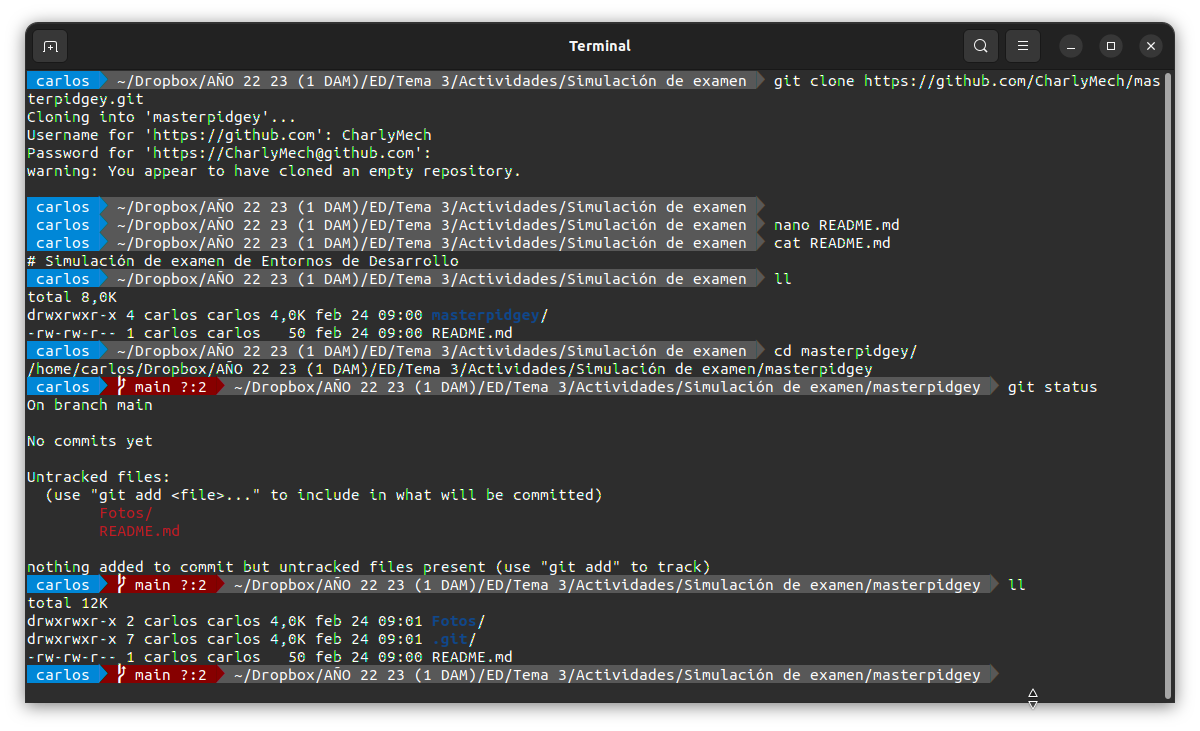 Terminal
carlos ~/Dropbox/AÑO 22 23 (1 DAM)/ED/Tema 3/Actividades/Simulación de examen git clone https://github.com/CharlyMech/mas
terpidgey.git
Cloning into 'masterpidgey'...
Username for 'https://github.com': CharlyMech
Password for 'https://CharlyMech@github.com':
warning: You appear to have cloned an empty repository.
carlos ~/Dropbox/AÑO 22 23 (1 DAM)/ED/Tema 3/Actividades/Simulación de examen
carlos ~/Dropbox/AÑO 22 23 (1 DAM)/ED/Tema 3/Actividades/Simulación de examen nano README.md
carlos ~/Dropbox/AÑO 22 23 (1 DAM)/ED/Tema 3/Actividades/Simulación de examen cat README.md
# Simulación de examen de Entornos de Desarrollo
carlos ~/Dropbox/AÑO 22 23 (1 DAM)/ED/Tema 3/Actividades/Simulación de examen ll
total 8,0K
drwxrwxr-x 4 carlos carlos 4,0K feb 24 09:00 masterpidgey/
-rw-rw-r-- 1 carlos carlos   50 feb 24 09:00 README.md
carlos ~/Dropbox/AÑO 22 23 (1 DAM)/ED/Tema 3/Actividades/Simulación de examen cd masterpidgey/
/home/carlos/Dropbox/AÑO 22 23 (1 DAM)/ED/Tema 3/Actividades/Simulación de examen/masterpidgey
carlos main ?:2 ~/Dropbox/AÑO 22 23 (1 DAM)/ED/Tema 3/Actividades/Simulación de examen/masterpidgey git status
On branch main
No commits yet
Untracked files:
  (use "git add <file>..." to include in what will be committed)
        Fotos/
        README.md
nothing added to commit but untracked files present (use "git add" to track)
carlos main ?:2 ~/Dropbox/AÑO 22 23 (1 DAM)/ED/Tema 3/Actividades/Simulación de examen/masterpidgey ll
total 12K
drwxrwxr-x 2 carlos carlos 4,0K feb 24 09:01 Fotos/
drwxrwxr-x 7 carlos carlos 4,0K feb 24 09:01 .git/
-rw-rw-r-- 1 carlos carlos   50 feb 24 09:00 README.md
carlos main ?:2 ~/Dropbox/AÑO 22 23 (1 DAM)/ED/Tema 3/Actividades/Simulación de examen/masterpidgey